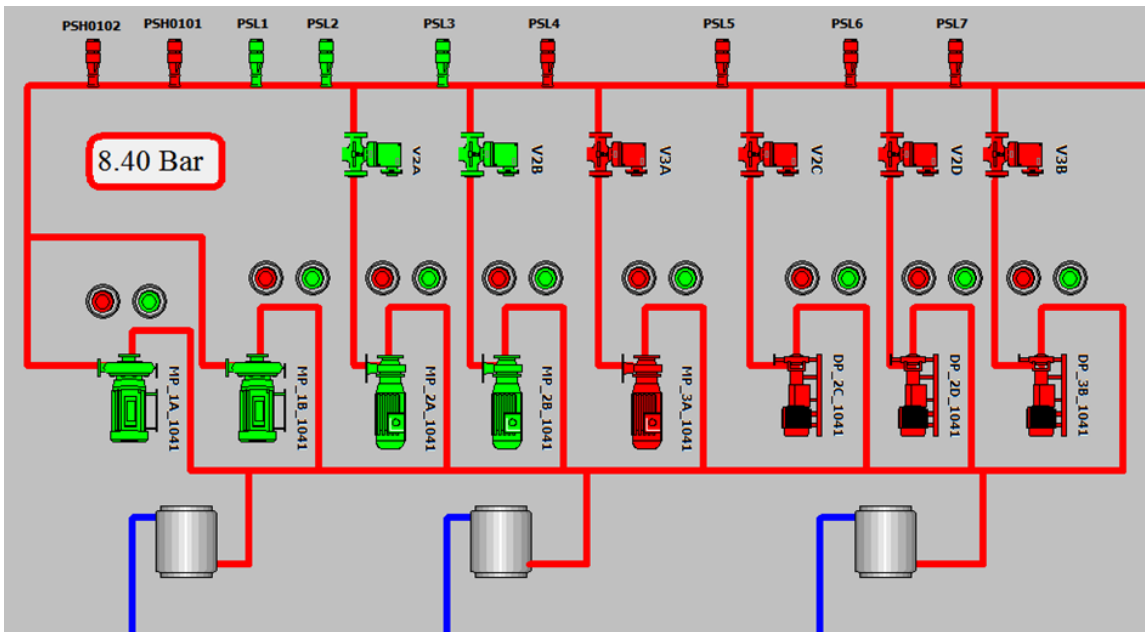 PSH0102
PSH0101
PSL1
PSL2
PSL3
PSL4
PSL5
PSL6
PSL7
8.40 Bar
V2A
V2B
V3A
V2C
V2D
V3B
MP_1A_1041
MP_1B_1041
MP_2A_1041
MP_2B_1041
MP_3A_1041
DP_2C_1041
DP_2D_1041
DP_3B_1041